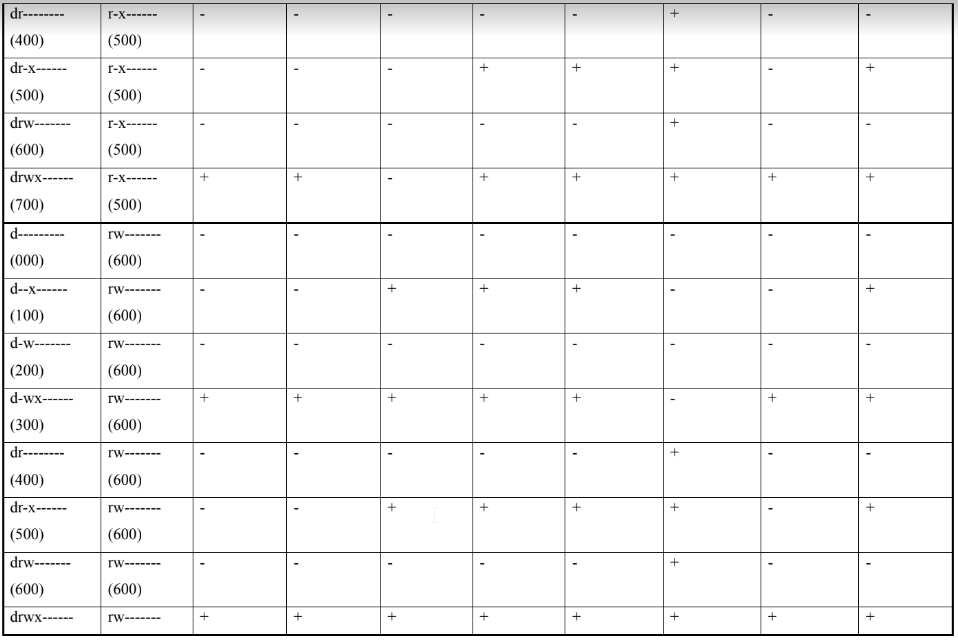 dr-------- r-x------ - - - - - + - -
(400) (500)
dr-x------ r-x------ - - - + + + - +
(500) (500)
drw------- r-x------ - - - - - + - -
(600) (500)
drwx------ r-x------ + + - + + + + +
(700) (500)
d--------- rw------- - - - - - - - -
(000) (600)
d--x------ rw------- - - + + + - - +
(100) (600)
d-w------- rw------- - - - - - - - -
(200) (600)
d-wx------ rw------- + + + + + - + +
(300) (600)
dr-------- rw------- - - - - - + - -
(400) (600)
dr-x------ rw------- - - + + + + - +
(500) (600)
drw------- rw------- - - - - - + - -
(600) (600)
drwx------ rw------- + + + + + + + +